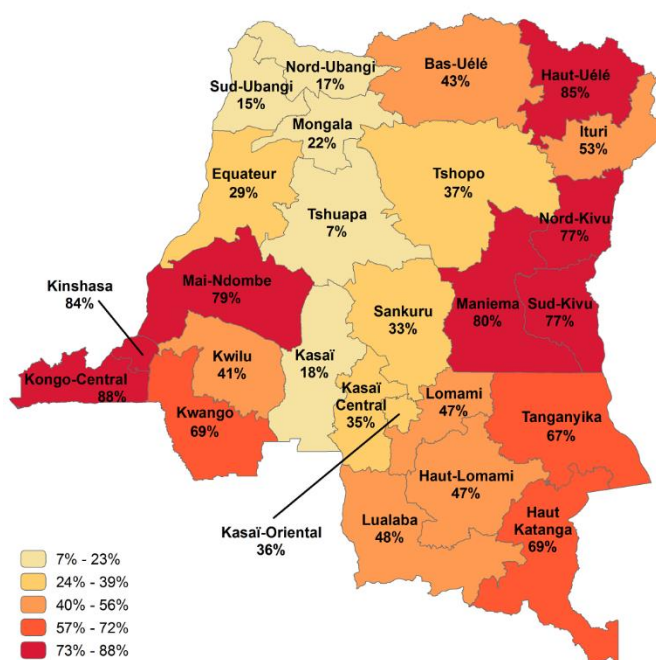 Nord-Ubangi
17%
Bas-Uélé
43%
Haut-Uélé
85%
Sud-Ubangi
15%
Mongala
22%
Ituri
53%
Equateur
29%
Tshopo
37%
Tshuapa
7%
Nord-Kivu
77%
Kinshasa
84%
Mai-Ndombe
79%
Sankuru
33%
Maniema
80%
Sud-Kivu
77%
Kongo-Central
88%
Kwilu
41%
Kasaï
18%
Kwango
69%
Kasaï
Central
35%
Lomami
47%
Tanganyika
67%
Haut-Lomami
47%
Kasaï-Oriental
36%
Lualaba
48%
Haut
Katanga
69%
7% - 23%
24% - 39%
40% - 56%
57% - 72%
73% - 88%